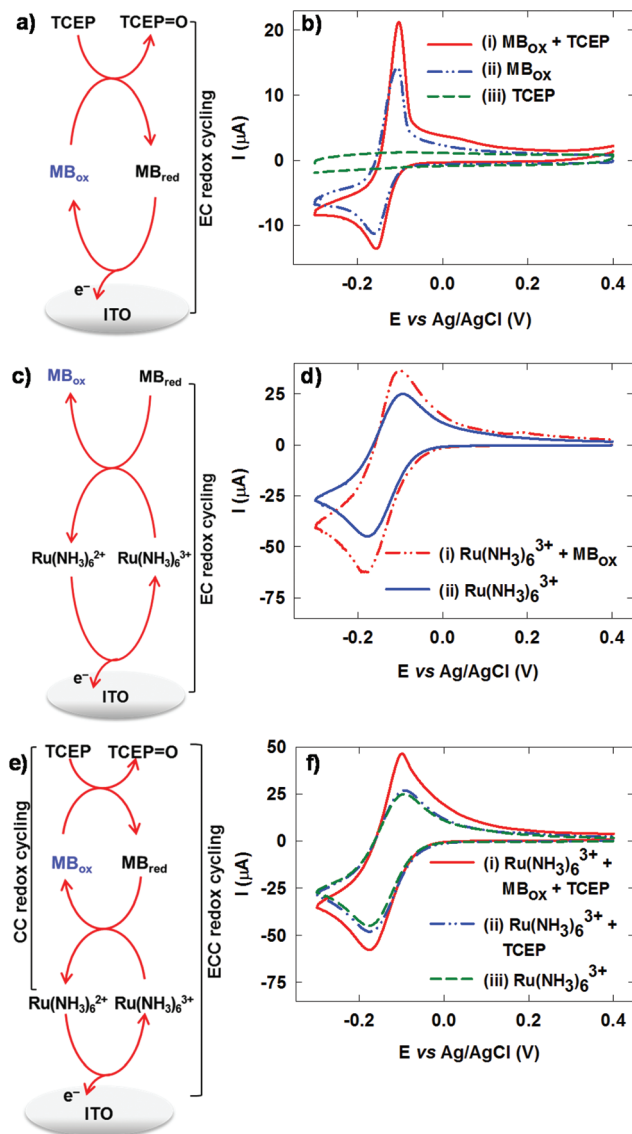 a)
TCEP TCEP=O
MBox MBred
EC redox cycling
e−
ITO
b)
(i) MBOX + TCEP
(ii) MBOX
(iii) TCEP
20
10
0
-10
I (μA)
-0.2 0.0 0.2 0.4
E vs Ag/AgCl (V)
c)
MBox MBred
Ru(NH3)6²⁺ Ru(NH3)6³⁺
EC redox cycling
e−
ITO
d)
25
0
-25
-50
-75
I (μA)
(i) Ru(NH3)6³⁺ + MBox
(ii) Ru(NH3)6³⁺
-0.2 0.0 0.2 0.4
E vs Ag/AgCl (V)
e)
TCEP TCEP=O
CC redox cycling
MBox MBred
ECC redox cycling
Ru(NH3)6²⁺ Ru(NH3)6³⁺
e−
ITO
f)
50
25
0
-25
-50
-75
I (μA)
(i) Ru(NH3)6³⁺ +
MBox + TCEP
(ii) Ru(NH3)6³⁺ +
TCEP
(iii) Ru(NH3)6³⁺
-0.2 0.0 0.2 0.4
E vs Ag/AgCl (V)